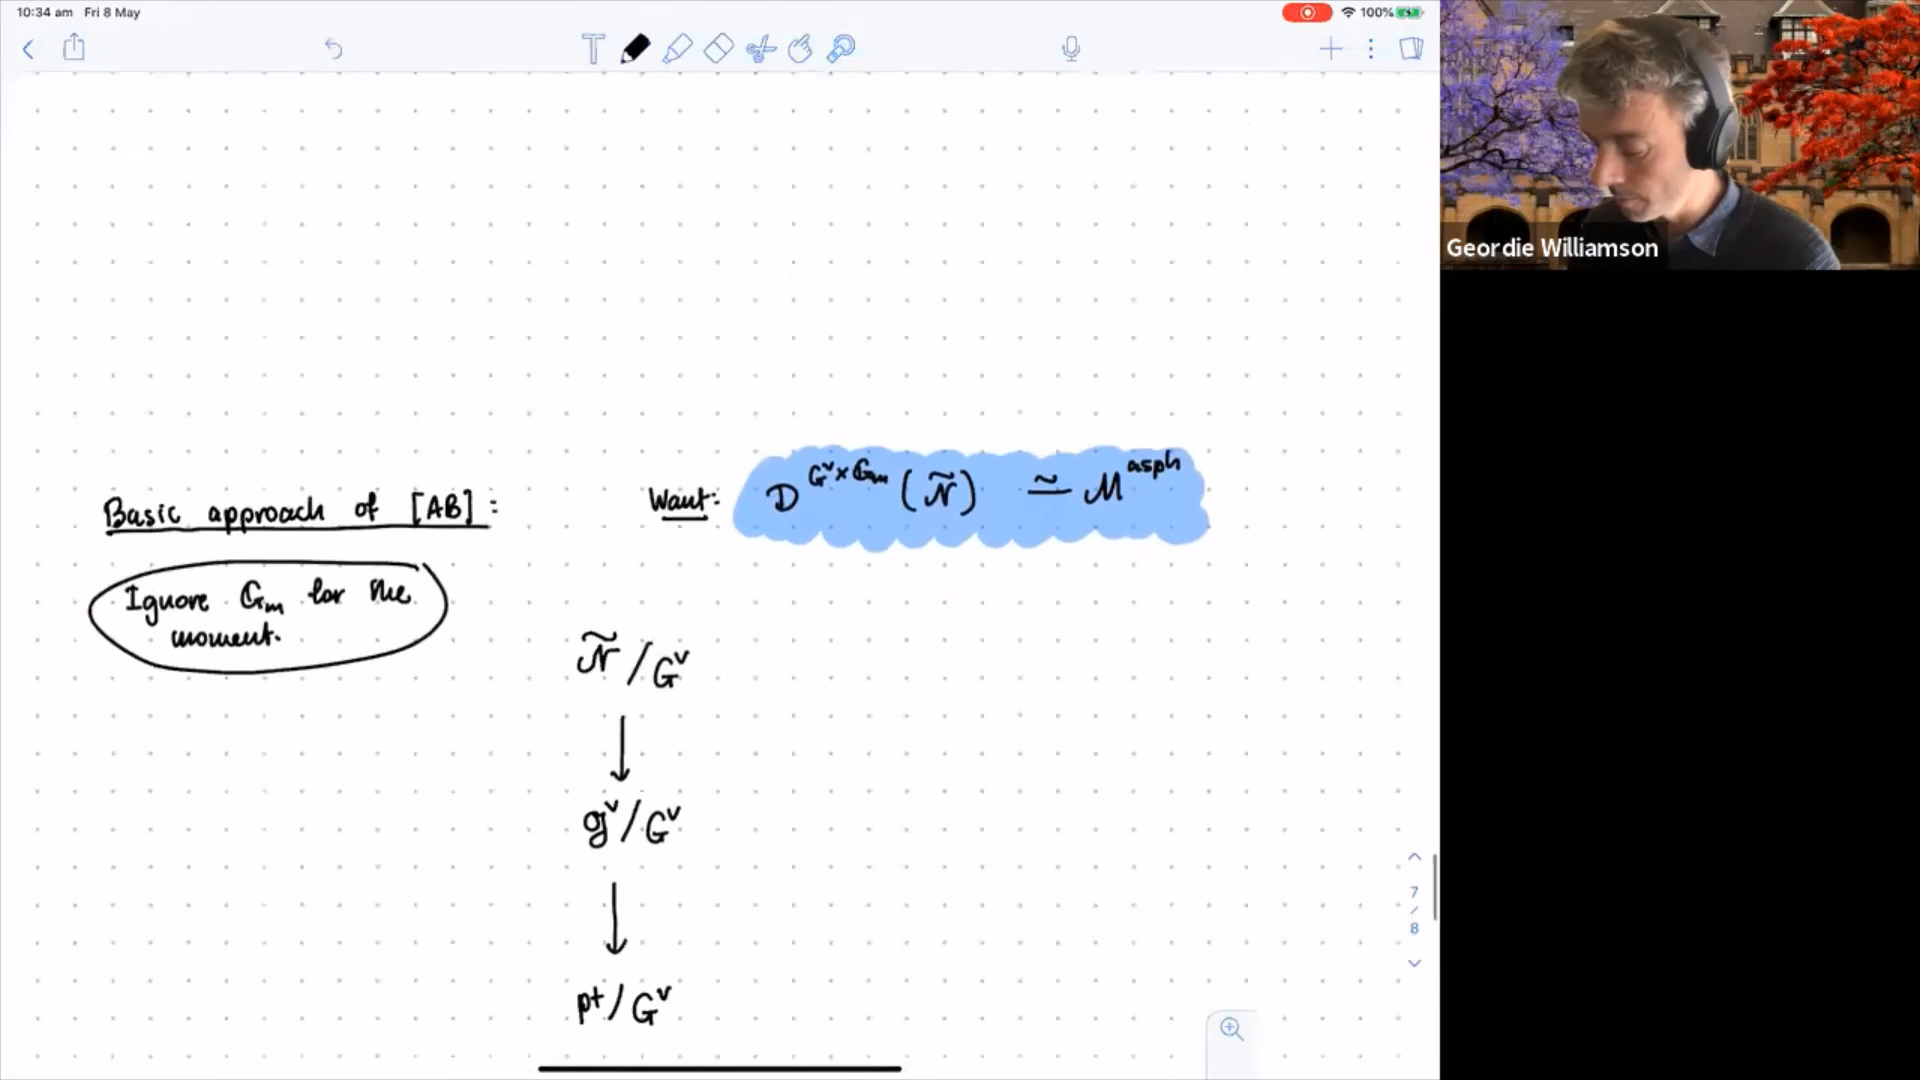 10:34 am Fri 8 May
100%
Geordie Williamson
Basic approach of [AB]:
Want: D^{G^∨×𝔾_m}(Ñ) ≃ M^{asph}
Ignore 𝔾_m for the
moment.
Ñ/G^∨
↓
g^∨/G^∨
↓
pt/G^∨
7
/
8